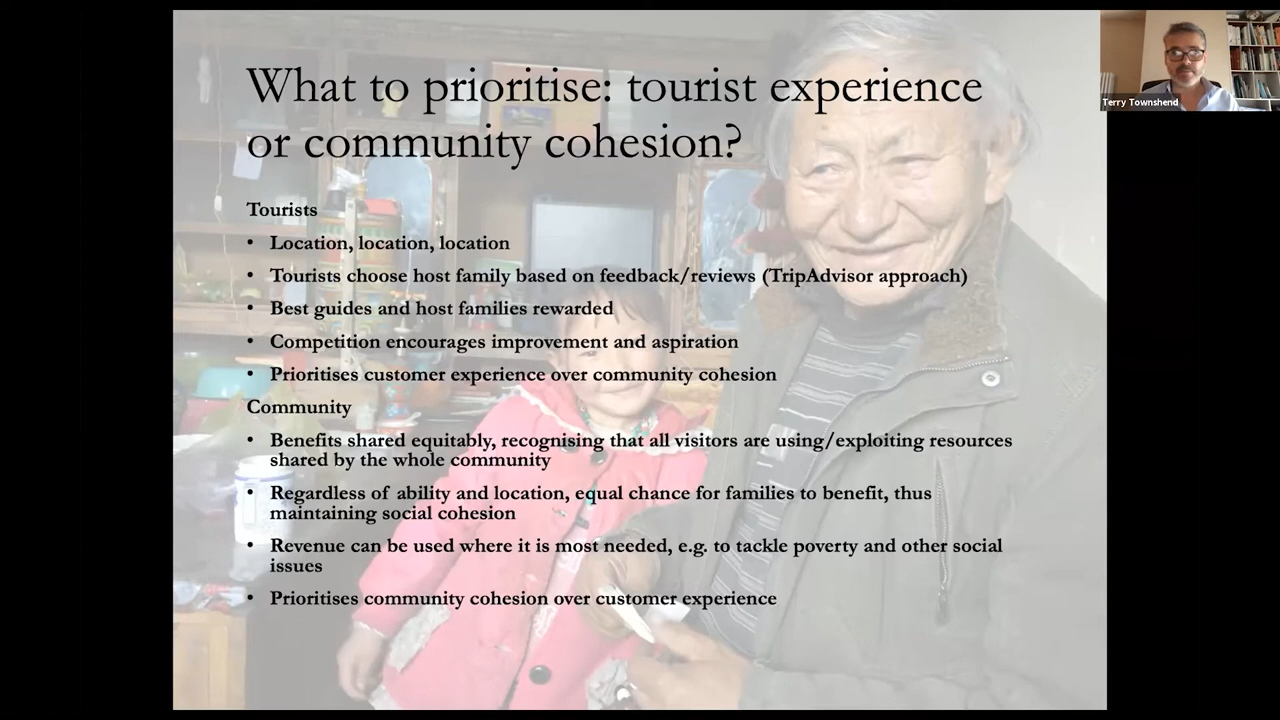 What to prioritise: tourist experience
or community cohesion?
Tourists
• Location, location, location
• Tourists choose host family based on feedback/reviews (TripAdvisor approach)
• Best guides and host families rewarded
• Competition encourages improvement and aspiration
• Prioritises customer experience over community cohesion
Community
• Benefits shared equitably, recognising that all visitors are using/exploiting resources
shared by the whole community
• Regardless of ability and location, equal chance for families to benefit, thus
maintaining social cohesion
• Revenue can be used where it is most needed, e.g. to tackle poverty and other social
issues
• Prioritises community cohesion over customer experience
Terry Townshend